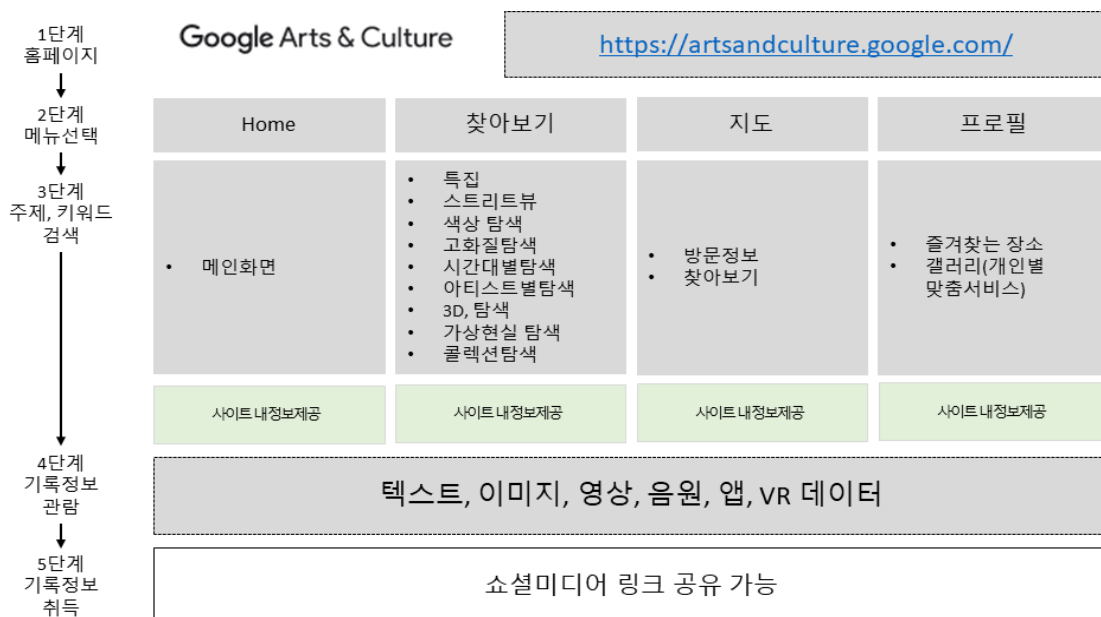 1단계
홈페이지
Google Arts & Culture
https://artsandculture.google.com/
2단계
메뉴선택
Home
찾아보기
지도
프로필
3단계
주제, 키워드
검색
• 메인화면
• 특집
• 스트리트뷰
• 색상 탐색
• 고화질탐색
• 시간대별탐색
• 아티스트별탐색
• 3D, 탐색
• 가상현실 탐색
• 콜렉션탐색
• 방문정보
• 찾아보기
• 즐겨찾는 장소
• 갤러리(개인별
맞춤서비스)
사이트 내정보제공
사이트 내정보제공
사이트 내정보제공
사이트 내정보제공
4단계
기록정보
관람
텍스트, 이미지, 영상, 음원, 앱, VR 데이터
5단계
기록정보
취득
쇼셜미디어 링크 공유 가능